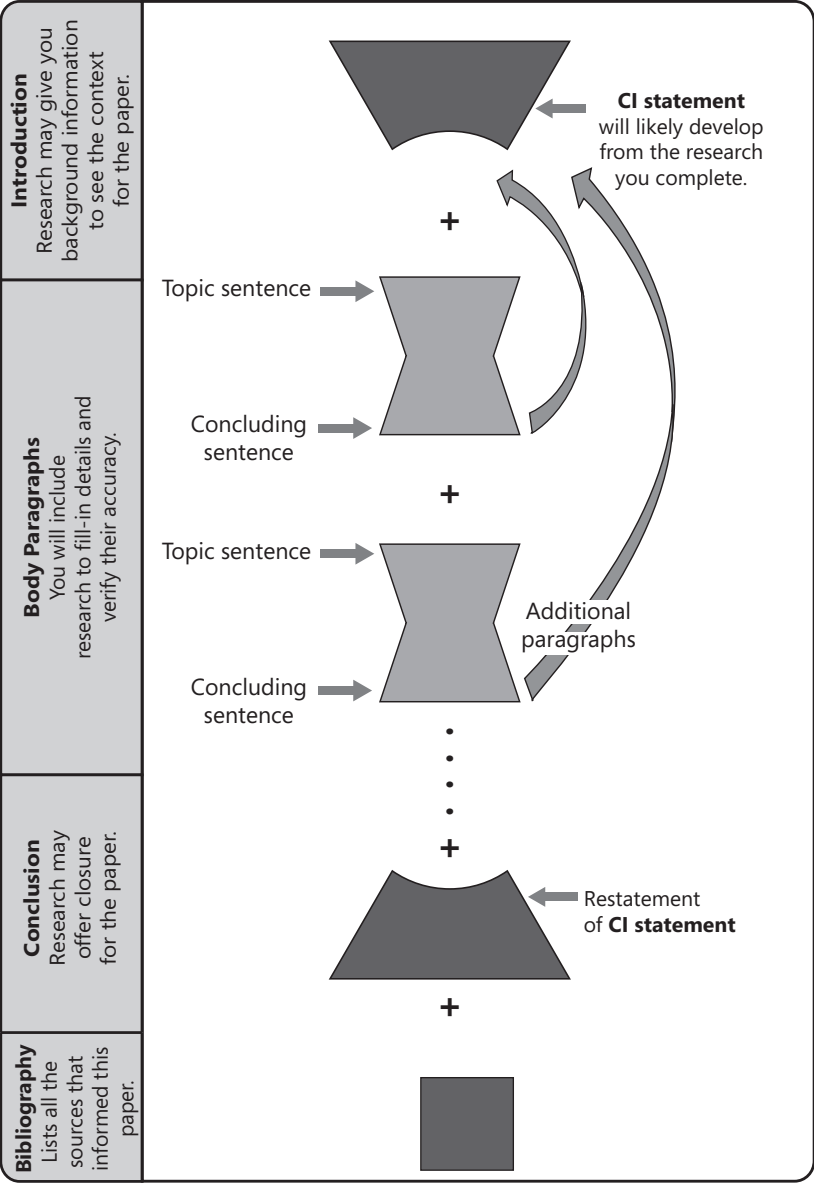 Introduction
Research may give you
background information
to see the context
for the paper.
CI statement
will likely develop
from the research
you complete.
+
Body Paragraphs
You will include
research to fill-in details and
verify their accuracy.
Topic sentence
Concluding
sentence
+
Topic sentence
Additional
paragraphs
Concluding
sentence
+
Conclusion
Research may
offer closure
for the paper.
Restatement
of CI statement
+
Bibliography
Lists all the
sources that
informed this
paper.